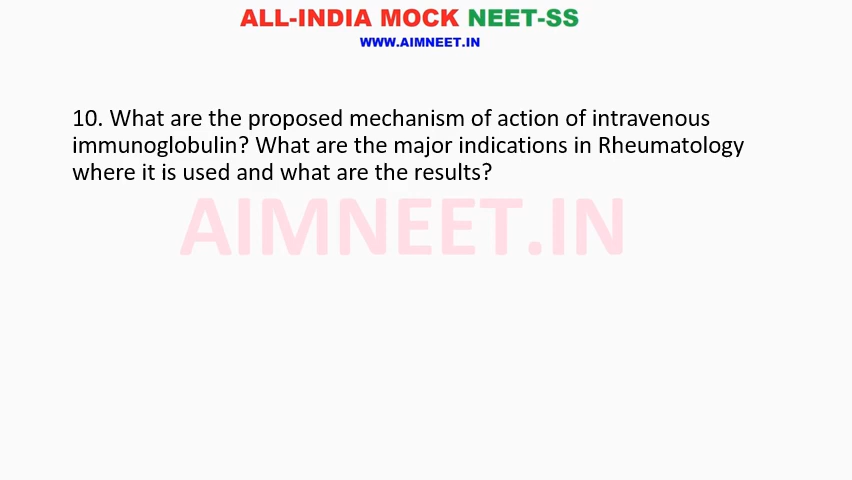 ALL-INDIA MOCK NEET-SS
WWW.AIMNEET.IN
10. What are the proposed mechanism of action of intravenous
immunoglobulin? What are the major indications in Rheumatology
where it is used and what are the results?
AIMNEET.IN